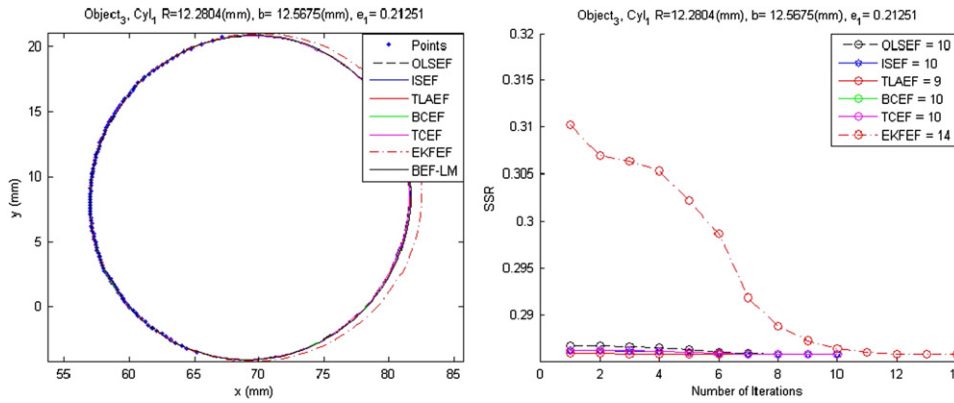 Object3, Cyl1 R=12.2804(mm), b= 12.5675(mm), e1 = 0.21251
20
15
10
5
0
y (mm)
55
60
65
70
75
80
85
x (mm)
Points
OLSEF
ISEF
TLAEF
BCEF
TCEF
EKFEF
BEF-LM
Object3, Cyl1 R=12.2804(mm), b= 12.5675(mm), e1 = 0.21251
0.32
0.315
0.31
0.305
0.3
0.295
0.29
SSR
0
2
4
6
8
10
12
14
Number of Iterations
OLSEF = 10
ISEF = 10
TLAEF = 9
BCEF = 10
TCEF = 10
EKFEF = 14